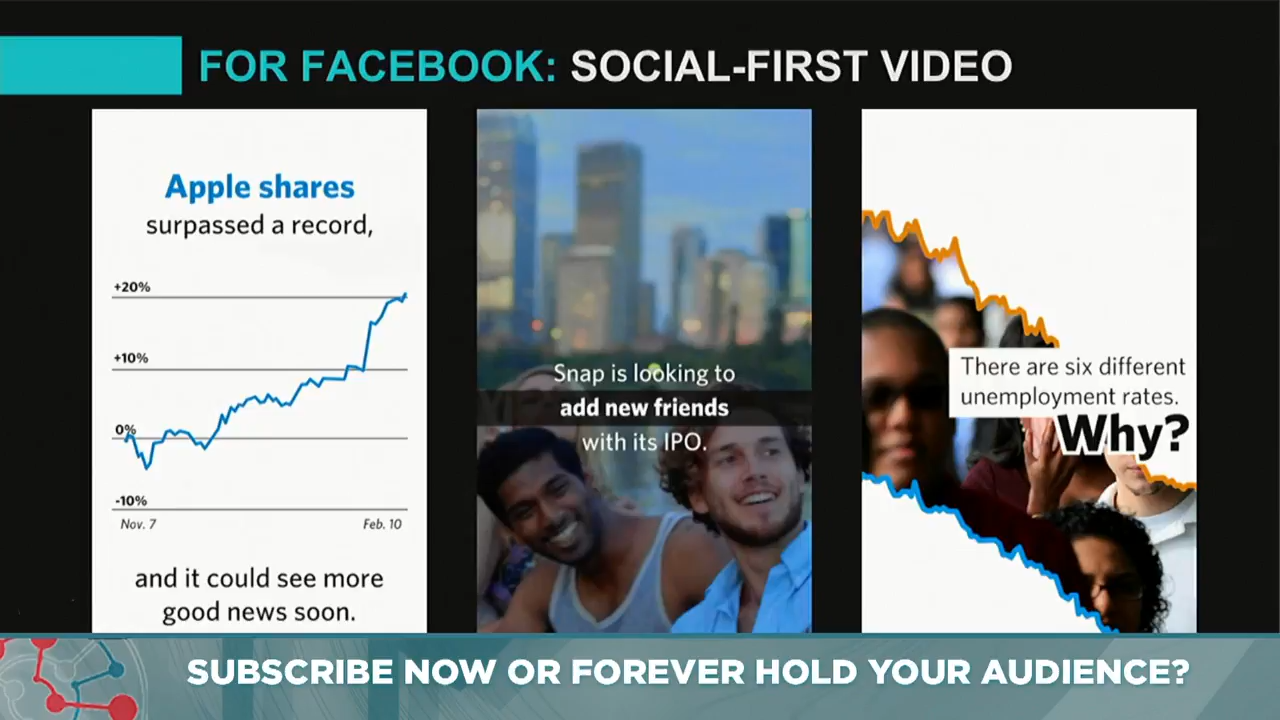 FOR FACEBOOK: SOCIAL-FIRST VIDEO
Apple shares
surpassed a record,
+20%
+10%
0%
-10%
Nov. 7
Feb. 10
and it could see more
good news soon.
Snap is looking to
add new friends
with its IPO.
There are six different
unemployment rates.
Why?
SUBSCRIBE NOW OR FOREVER HOLD YOUR AUDIENCE?